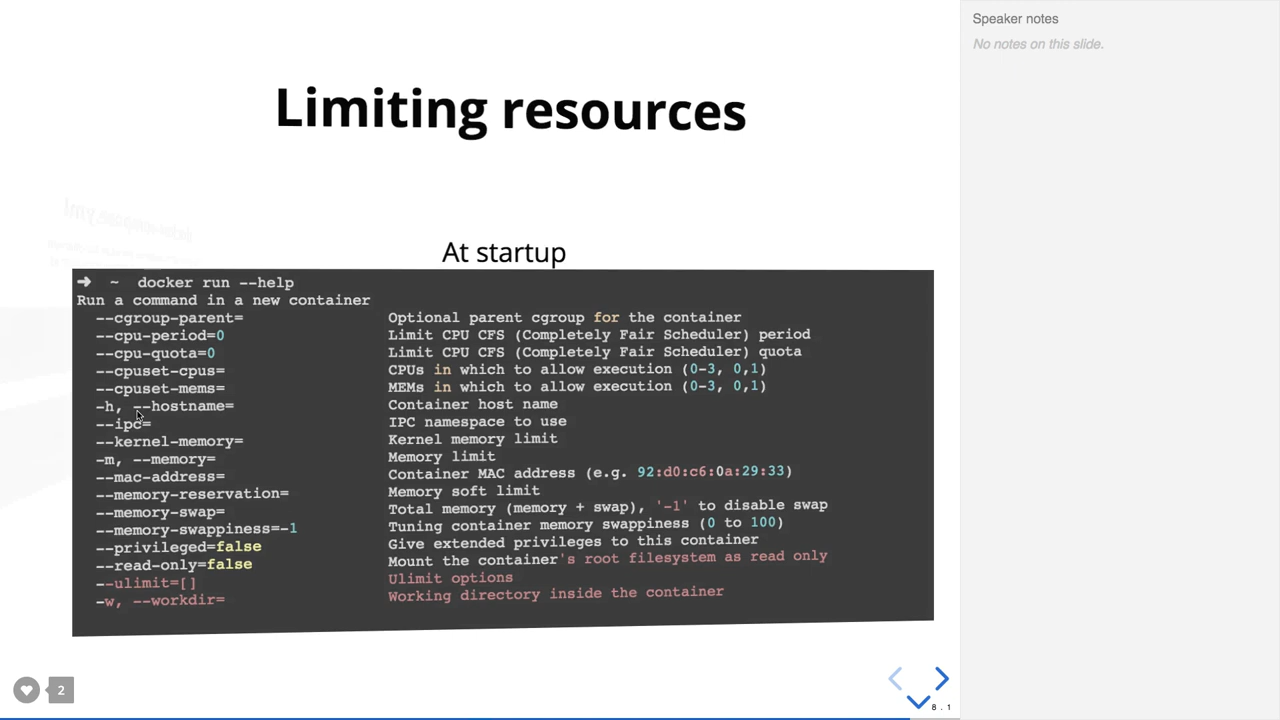 Speaker notes
No notes on this slide.
Limiting resources
At startup
➜ ~ docker run --help
Run a command in a new container
--cgroup-parent= Optional parent cgroup for the container
--cpu-period=0 Limit CPU CFS (Completely Fair Scheduler) period
--cpu-quota=0 Limit CPU CFS (Completely Fair Scheduler) quota
--cpuset-cpus= CPUs in which to allow execution (0-3, 0,1)
--cpuset-mems= MEMs in which to allow execution (0-3, 0,1)
-h, --hostname= Container host name
--ipc= IPC namespace to use
--kernel-memory= Kernel memory limit
-m, --memory= Memory limit
--mac-address= Container MAC address (e.g. 92:d0:c6:0a:29:33)
--memory-reservation= Memory soft limit
--memory-swap= Total memory (memory + swap), '-1' to disable swap
--memory-swappiness=-1 Tuning container memory swappiness (0 to 100)
--privileged=false Give extended privileges to this container
--read-only=false Mount the container's root filesystem as read only
--ulimit=[] Ulimit options
-w, --workdir= Working directory inside the container
2
8.1